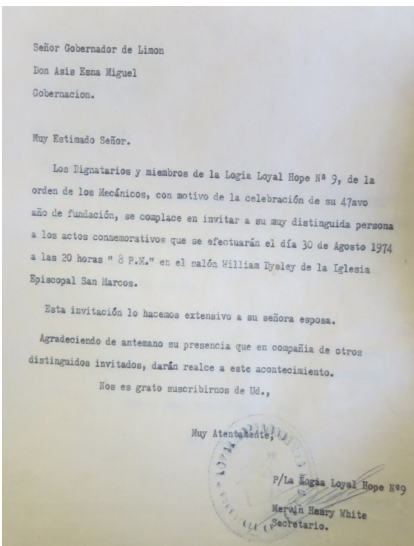 Señor Gobernador de Limon
Don Asis Esna Miguel
Gobernacion.
Muy Estimado Señor.
Los Dignatarios y miembros de la Logia Loyal Hope Nº 9, de la
orden de los Mecánicos, con motivo de la celebración de su 47avo
año de fundación, se complace en invitar a su muy distinguida persona
a los actos conmemorativos que se efectuarán el día 30 de Agosto 1974
a las 20 horas " 8 P.M." en el salón William Dysley de la Iglesia
Episcopal San Marcos.
Esta invitación lo hacemos extensivo a su señora esposa.
Agradeciendo de antemano su presencia que en compañia de otros
distinguidos invitados, darán realce a este acontecimiento.
Nos es grato suscribirnos de Ud.,
Muy Atentamente,
P/La Logia Loyal Hope Nº9
Mervin Henry White
Secretario.